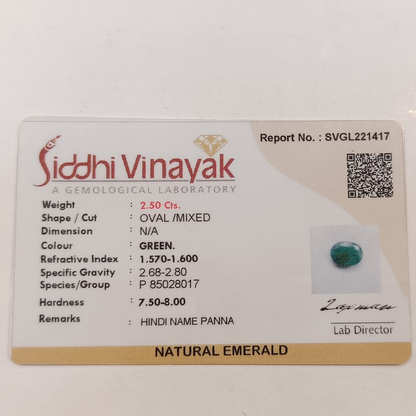 Siddhi Vinayak
A GEMOLOGICAL LABORATORY
Report No. : SVGL221417
Weight : 2.50 Cts.
Shape / Cut : OVAL /MIXED
Dimension : N/A
Colour : GREEN.
Refractive Index : 1.570-1.600
Specific Gravity : 2.68-2.80
Species/Group : P 85028017
Hardness : 7.50-8.00
Remarks : HINDI NAME PANNA
Laxman
Lab Director
NATURAL EMERALD